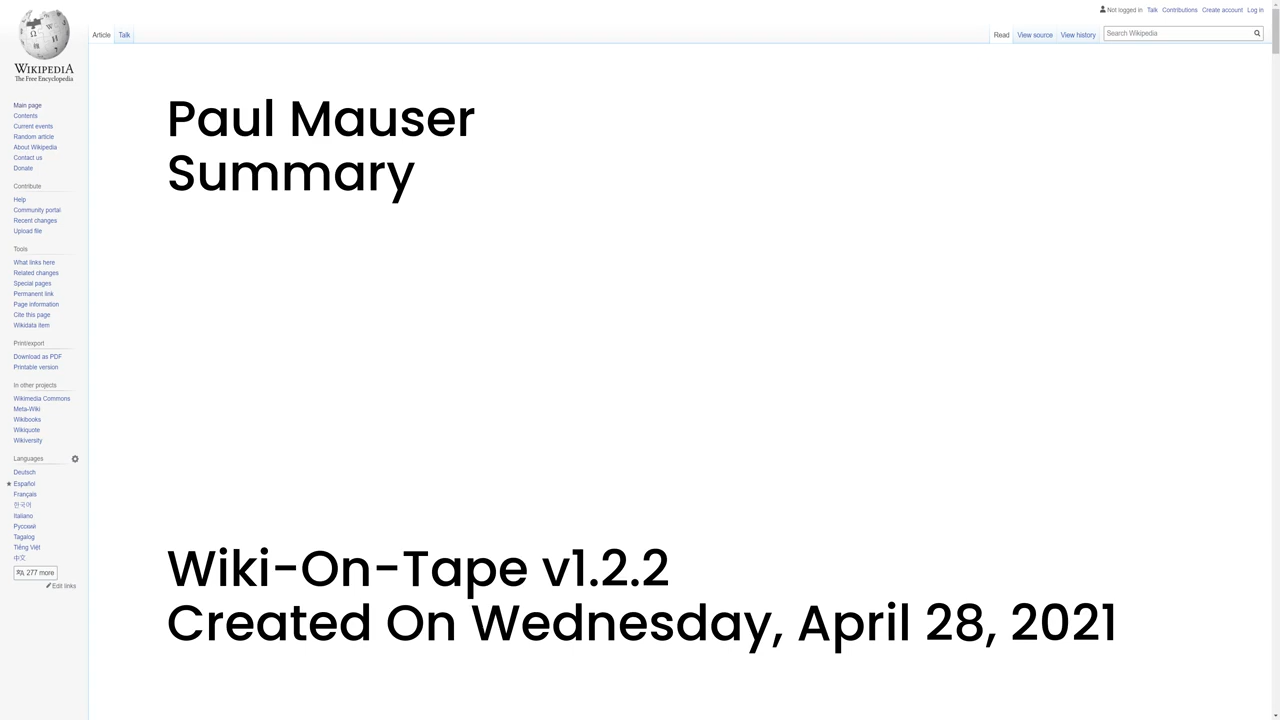 Not logged in Talk Contributions Create account Log in
Article Talk Read View source View history Search Wikipedia
WIKIPEDIA
The Free Encyclopedia
Main page
Contents
Current events
Random article
About Wikipedia
Contact us
Donate
Contribute
Help
Community portal
Recent changes
Upload file
Tools
What links here
Related changes
Special pages
Permanent link
Page information
Cite this page
Wikidata item
Print/export
Download as PDF
Printable version
In other projects
Wikimedia Commons
Meta-Wiki
Wikibooks
Wikiquote
Wikiversity
Languages
Deutsch
Español
Français
한국어
Italiano
Русский
Tagalog
Tiếng Việt
中文
277 more
Edit links
Paul Mauser
Summary
Wiki-On-Tape v1.2.2
Created On Wednesday, April 28, 2021